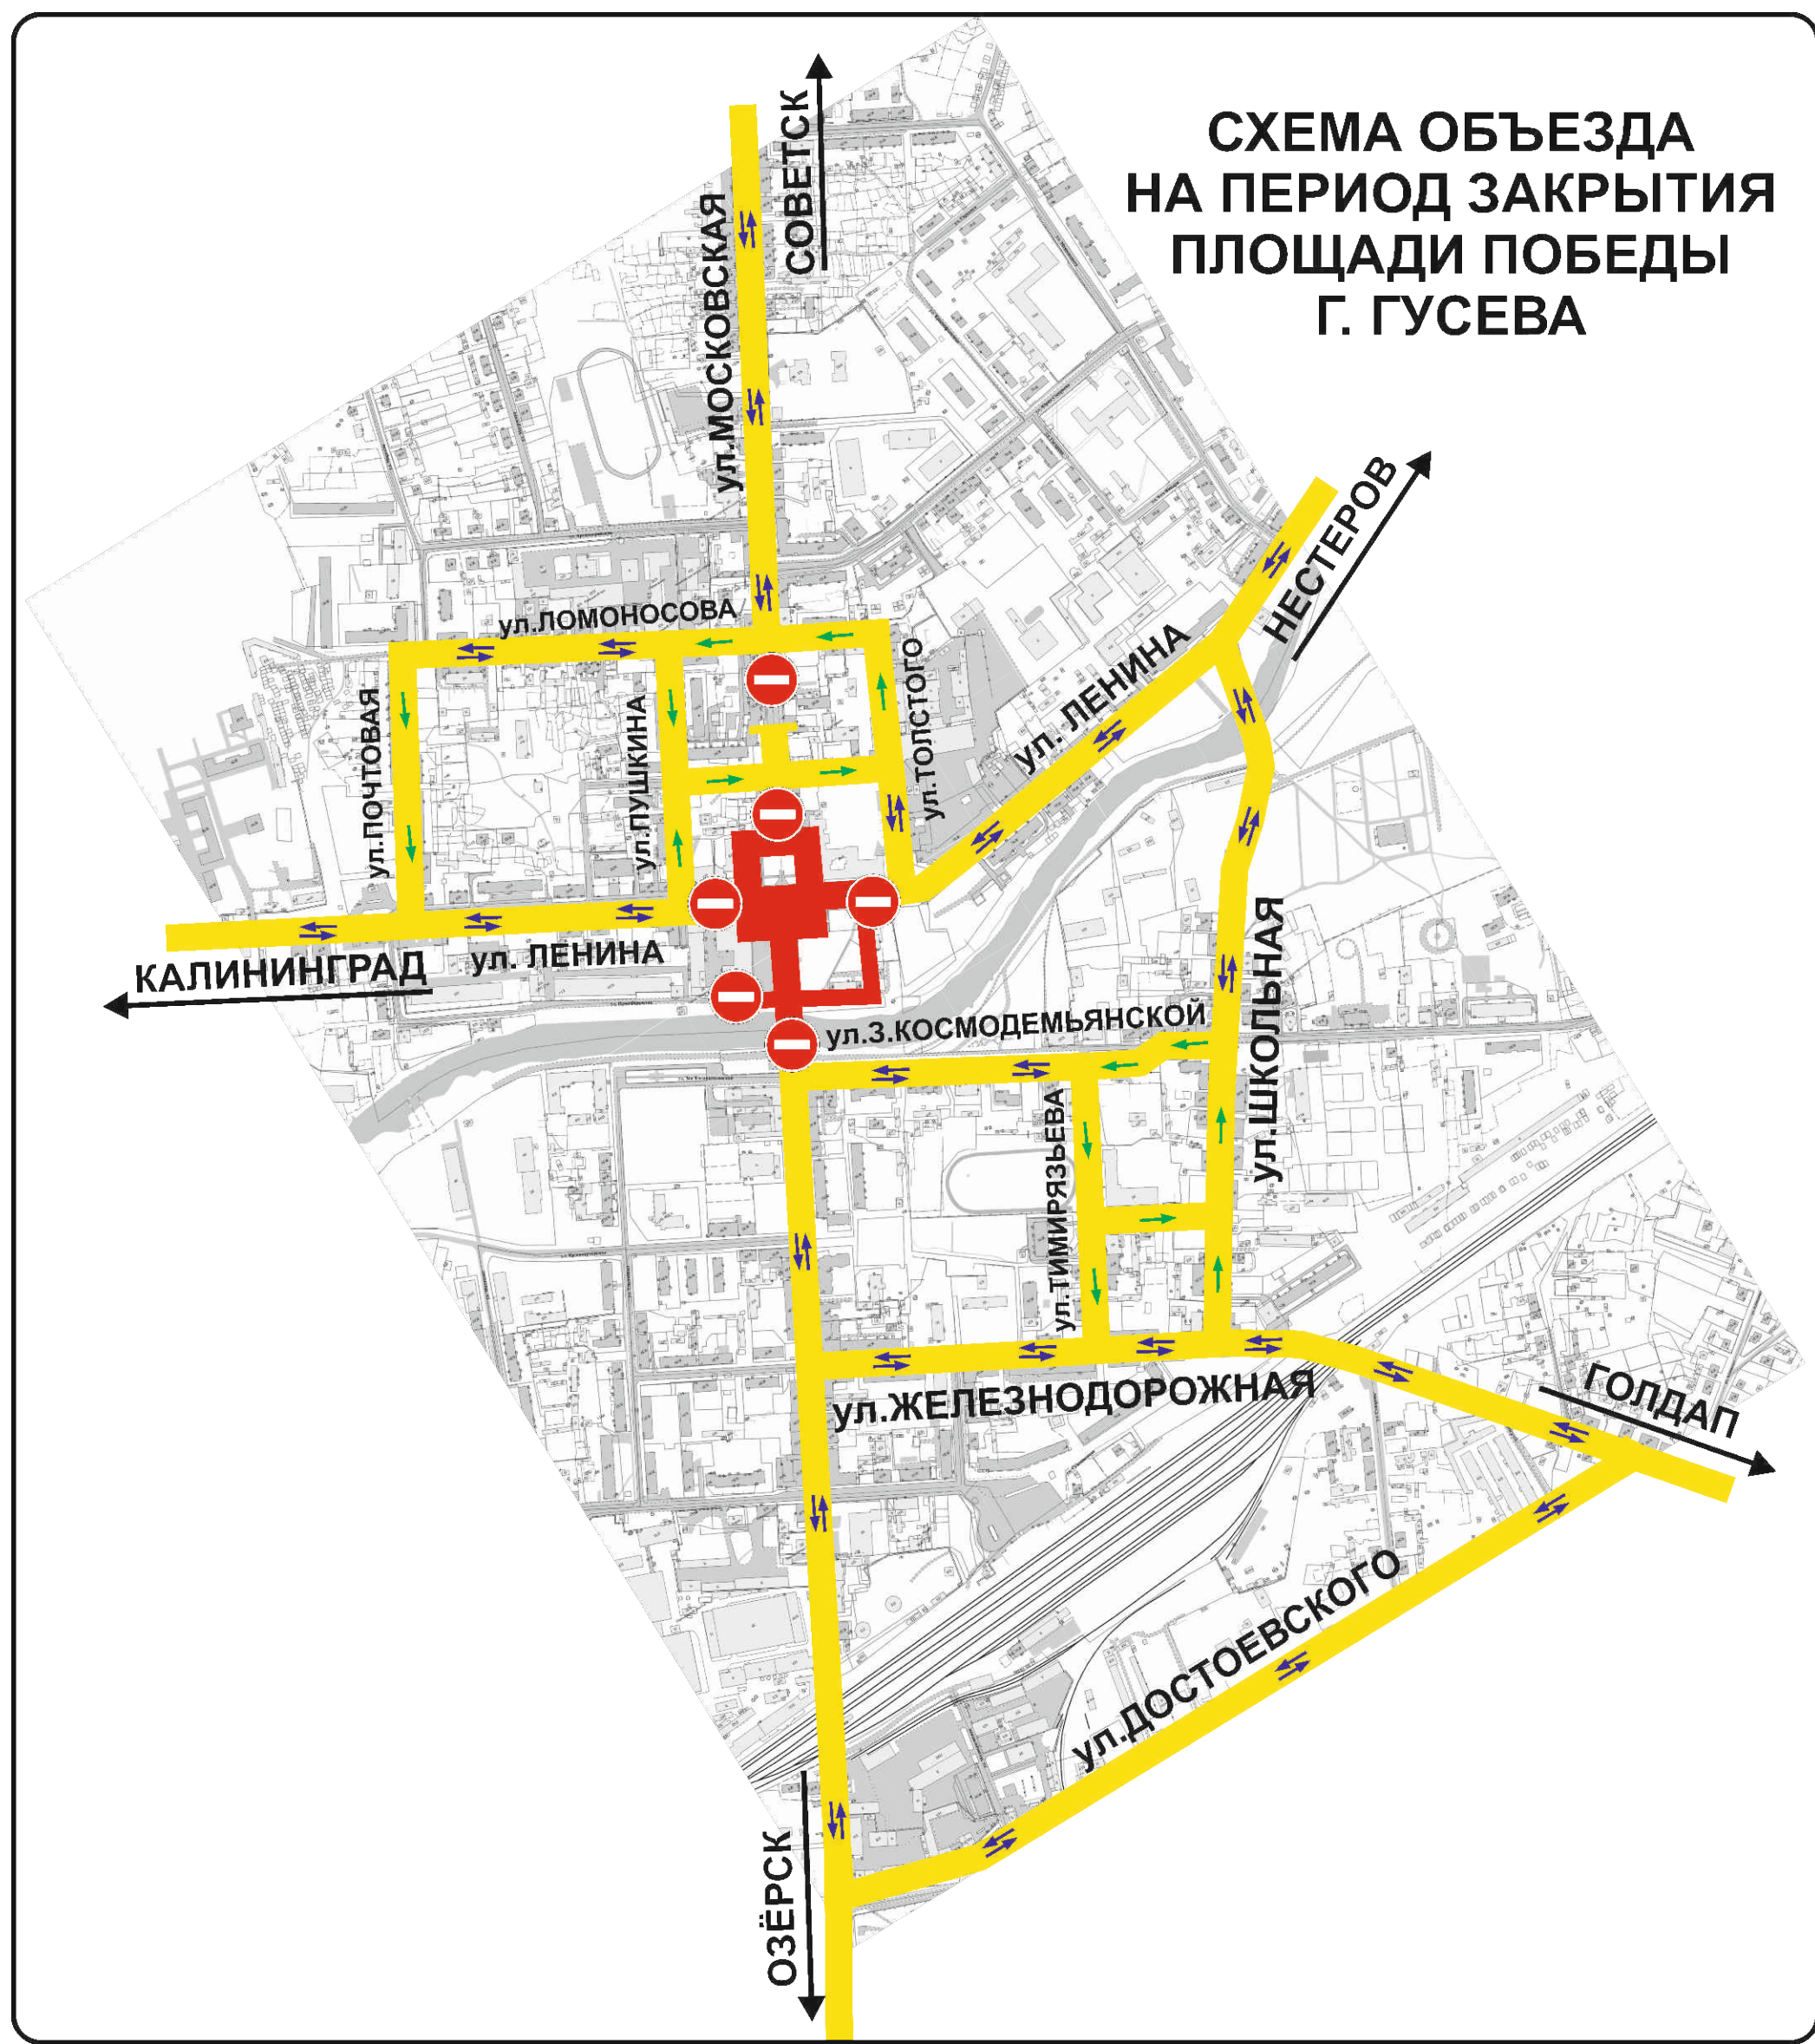 СХЕМА ОБЪЕЗДА
НА ПЕРИОД ЗАКРЫТИЯ
ПЛОЩАДИ ПОБЕДЫ
Г. ГУСЕВА
СОВЕТСК
ул.МОСКОВСКАЯ
НЕСТЕРОВ
ул.ЛОМОНОСОВА
ул. ЛЕНИНА
ул.ТОЛСТОГО
ул.ПОЧТОВАЯ
ул.ПУШКИНА
КАЛИНИНГРАД
ул. ЛЕНИНА
ул.З.КОСМОДЕМЬЯНСКОЙ
ул.ШКОЛЬНАЯ
ул.ТИМИРЯЗЬЕВА
ул.ЖЕЛЕЗНОДОРОЖНАЯ
ГОЛДАП
ул.ДОСТОЕВСКОГО
ОЗЁРСК